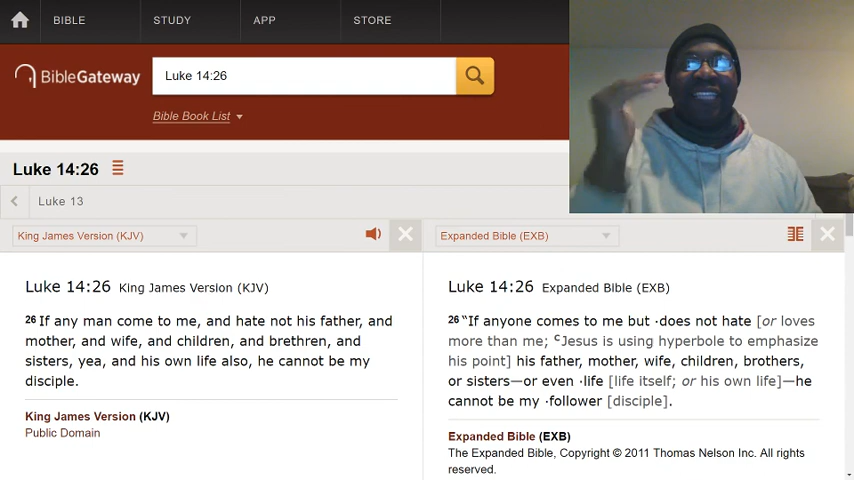 BIBLE STUDY APP STORE
BibleGateway
Luke 14:26
Bible Book List
Luke 14:26
Luke 13
King James Version (KJV)
Luke 14:26 King James Version (KJV)
26 If any man come to me, and hate not his father, and
mother, and wife, and children, and brethren, and
sisters, yea, and his own life also, he cannot be my
disciple.
King James Version (KJV)
Public Domain
Expanded Bible (EXB)
Luke 14:26 Expanded Bible (EXB)
26 “If anyone comes to me but ·does not hate [or loves
more than me; CJesus is using hyperbole to emphasize
his point] his father, mother, wife, children, brothers,
or sisters—or even ·life [life itself; or his own life]—he
cannot be my ·follower [disciple].
Expanded Bible (EXB)
The Expanded Bible, Copyright © 2011 Thomas Nelson Inc. All rights
reserved.